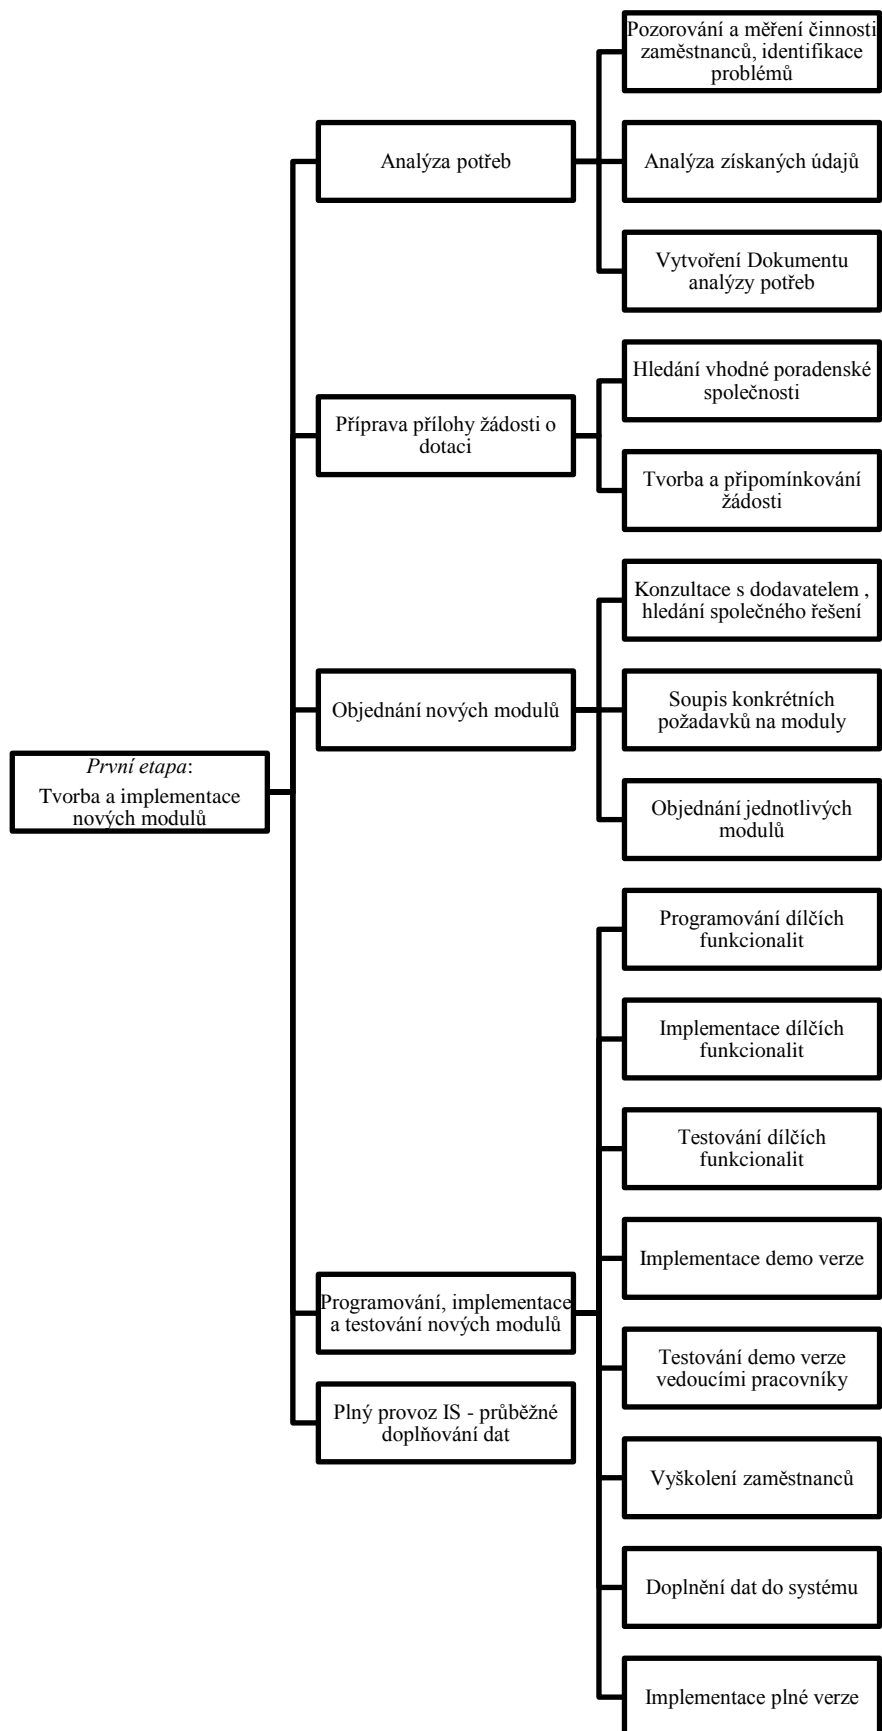 První etapa:
Tvorba a implementace
nových modulů
Analýza potřeb
Pozorování a měření činnosti
zaměstnanců, identifikace
problémů
Analýza získaných údajů
Vytvoření Dokumentu
analýzy potřeb
Příprava přílohy žádosti o
dotaci
Hledání vhodné poradenské
společnosti
Tvorba a připomínkování
žádosti
Objednání nových modulů
Konzultace s dodavatelem ,
hledání společného řešení
Soupis konkrétních
požadavků na moduly
Objednání jednotlivých
modulů
Programování, implementace
a testování nových modulů
Programování dílčích
funkcionalit
Implementace dílčích
funkcionalit
Testování dílčích
funkcionalit
Implementace demo verze
Testování demo verze
vedoucími pracovníky
Vyškolení zaměstnanců
Doplnění dat do systému
Implementace plné verze
Plný provoz IS - průběžné
doplňování dat